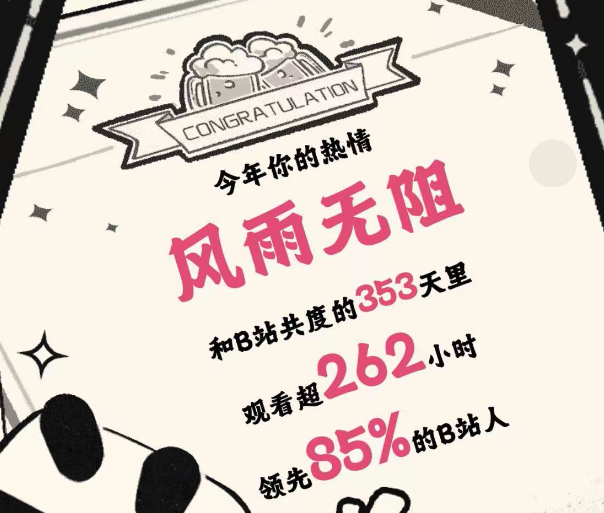 CONGRATULATION
今年你的热情
风雨无阻
和B站共度的353天里
观看超262小时
领先85%的B站人